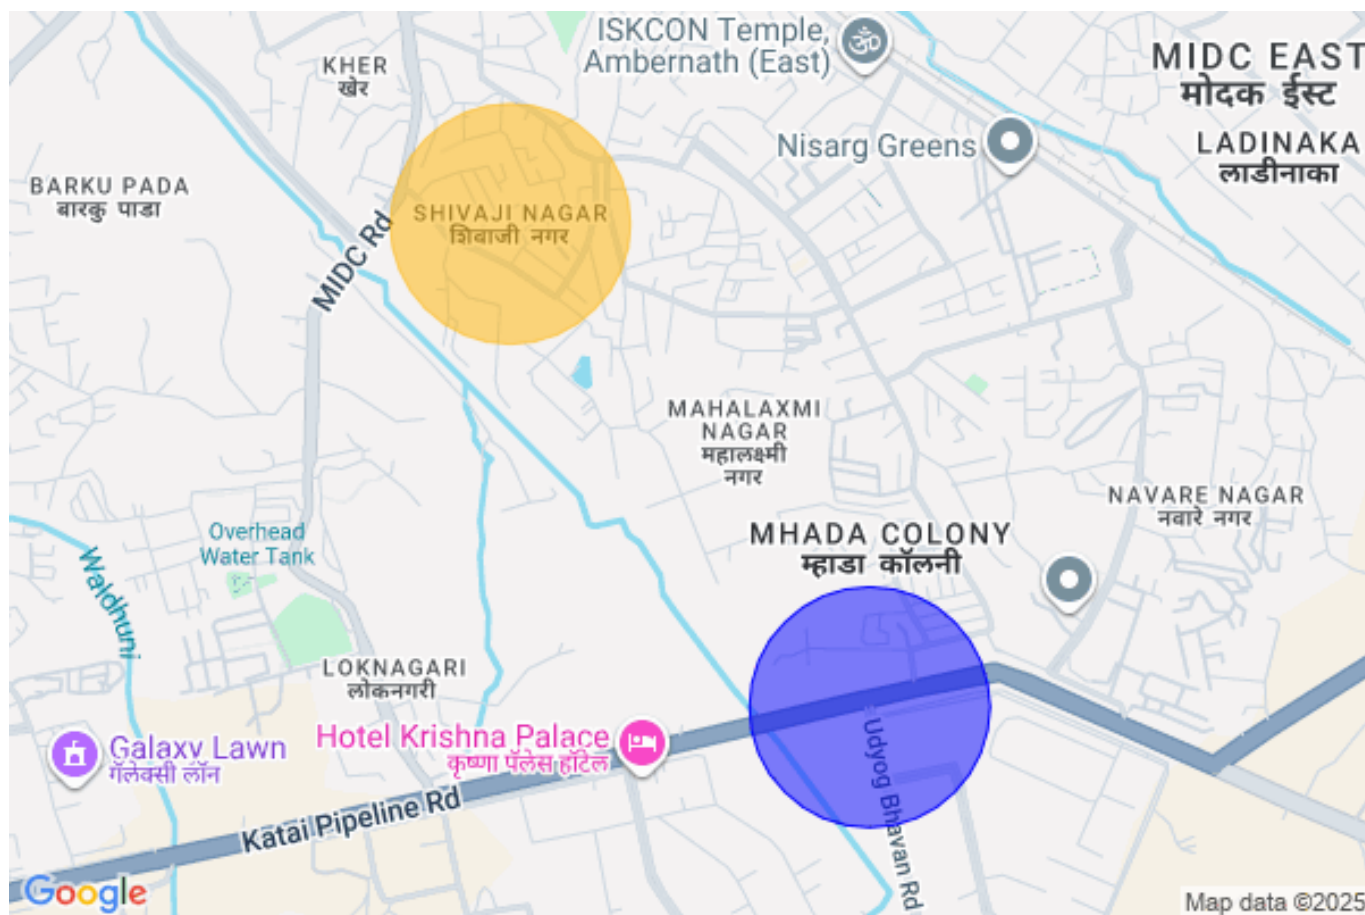 ISKCON Temple,
Ambernath (East)
MIDC EAST
मोदक ईस्ट
KHER
खेर
Nisarg Greens
LADINAKA
लाडीनाका
BARKU PADA
बारकु पाडा
SHIVAJI NAGAR
शिवाजी नगर
MIDC Rd
MAHALAXMI
NAGAR
महालक्ष्मी
नगर
NAVARE NAGAR
नवारे नगर
Overhead
Water Tank
MHADA COLONY
म्हाडा कॉलनी
Waldhuni
LOKNAGARI
लोकनगरी
Hotel Krishna Palace
कृष्णा पॅलेस हॉटेल
Galaxy Lawn
गॅलेक्सी लॉन
Udyog Bhavan Rd
Katai Pipeline Rd
Google
Map data ©2025